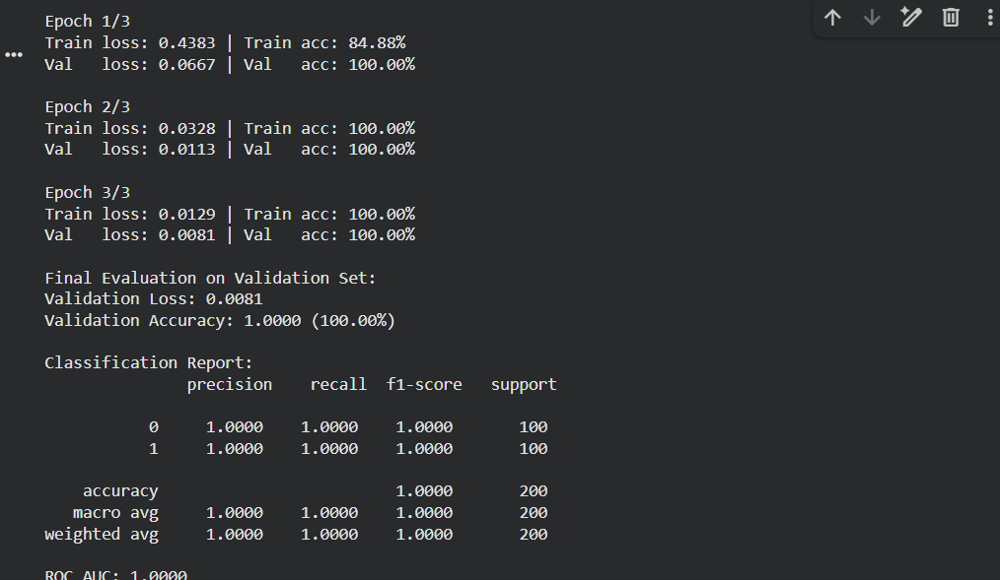 Epoch 1/3
Train loss: 0.4383 | Train acc: 84.88%
Val   loss: 0.0667 | Val   acc: 100.00%
Epoch 2/3
Train loss: 0.0328 | Train acc: 100.00%
Val   loss: 0.0113 | Val   acc: 100.00%
Epoch 3/3
Train loss: 0.0129 | Train acc: 100.00%
Val   loss: 0.0081 | Val   acc: 100.00%
Final Evaluation on Validation Set:
Validation Loss: 0.0081
Validation Accuracy: 1.0000 (100.00%)
Classification Report:
precision    recall  f1-score   support
0     1.0000    1.0000    1.0000       100
1     1.0000    1.0000    1.0000       100
accuracy                         1.0000       200
macro avg     1.0000    1.0000    1.0000       200
weighted avg     1.0000    1.0000    1.0000       200
ROC AUC: 1.0000